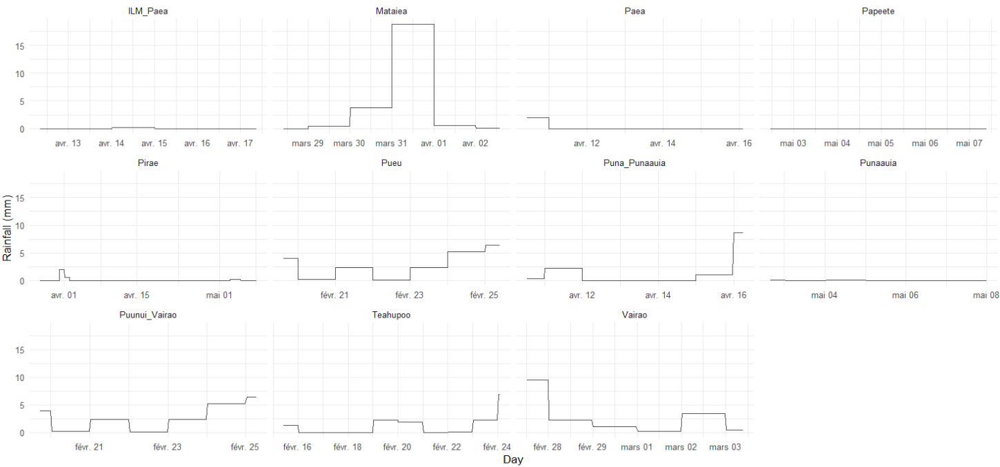 ILM_Paea Mataiea Paea Papeete
15
10
5
0
avr. 13 avr. 14 avr. 15 avr. 16 avr. 17 mars 29 mars 30 mars 31 avr. 01 avr. 02 avr. 12 avr. 14 avr. 16 mai 03 mai 04 mai 05 mai 06 mai 07
Pirae Pueu Puna_Punaauia Punaauia
Rainfall (mm)
15
10
5
0
avr. 01 avr. 15 mai 01 févr. 21 févr. 23 févr. 25 avr. 12 avr. 14 avr. 16 mai 04 mai 06 mai 08
Puunui_Vairao Teahupoo Vairao
15
10
5
0
févr. 21 févr. 23 févr. 25 févr. 16 févr. 18 févr. 20 févr. 22 févr. 24 févr. 28 févr. 29 mars 01 mars 02 mars 03
Day